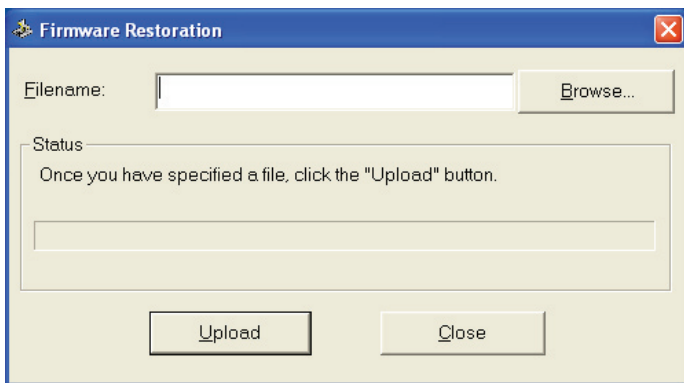 Firmware Restoration
Filename:
Browse...
Status
Once you have specified a file, click the "Upload" button.
Upload
Close